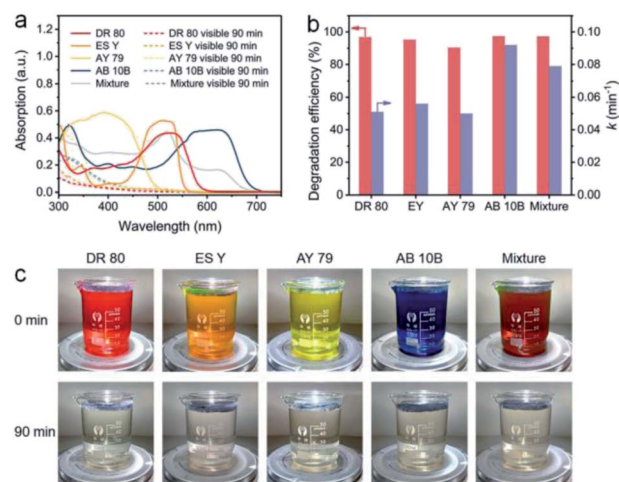 a
b
1.2
0.9
0.6
0.4
0.3
0.0
Absorption (a.u.)
DR 80
ES Y
AY 79
AB 10B
Mixture
DR 80 visible 90 min
ES Y visible 90 min
AY 79 visible 90 min
AB 10B visible 90 min
Mixture visible 90 min
300 400 500 600 700
Wavelength (nm)
Degradation efficiency (%)
100
80
60
40
20
0
0.10
0.08
0.06
0.04
0.02
0.00
k (min⁻¹)
DR 80 EY AY 79 AB 10B Mixture
c
DR 80 ES Y AY 79 AB 10B Mixture
0 min
90 min